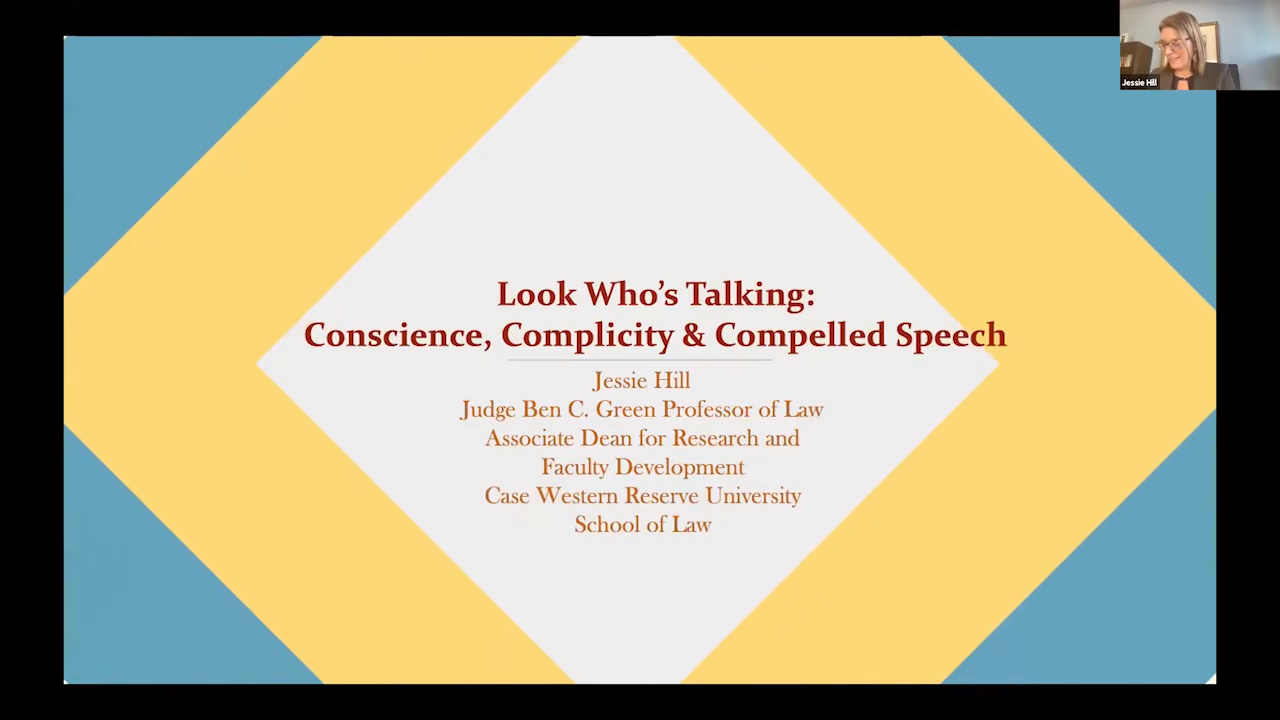 Jessie Hill
Look Who's Talking:
Conscience, Complicity & Compelled Speech
Jessie Hill
Judge Ben C. Green Professor of Law
Associate Dean for Research and
Faculty Development
Case Western Reserve University
School of Law